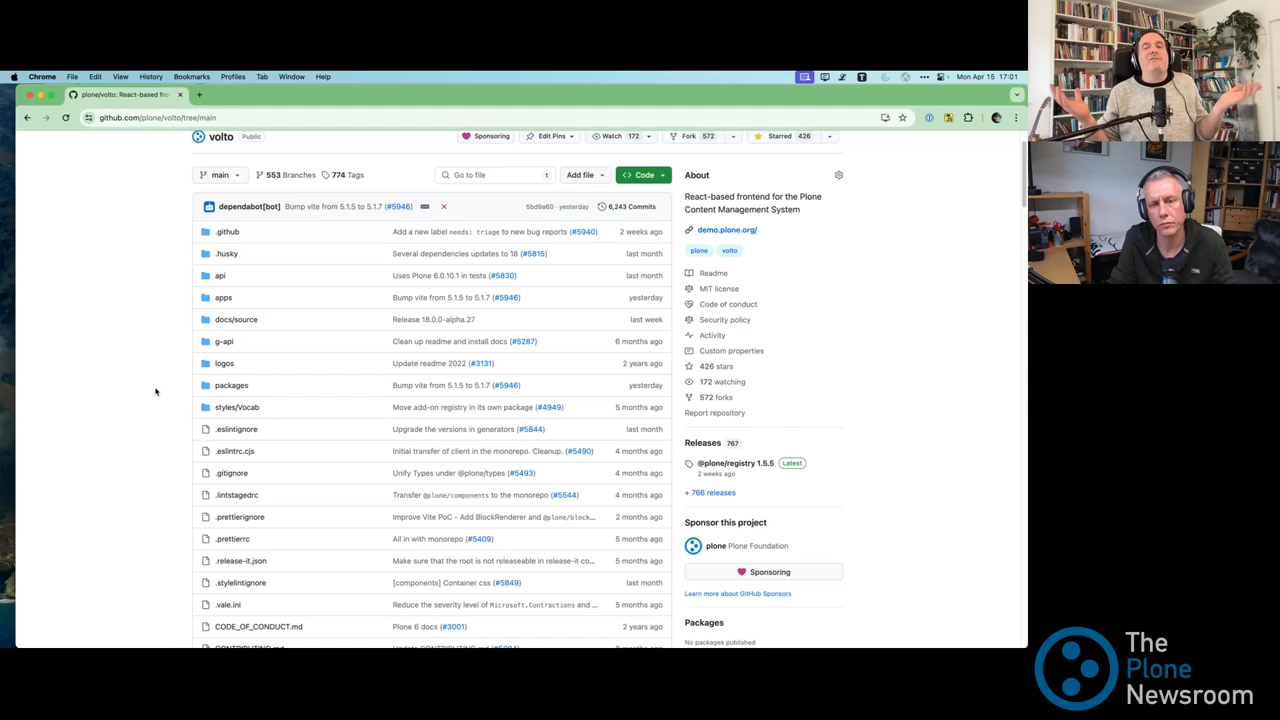 Chrome File Edit View History Bookmarks Profiles Tab Window Help Mon Apr 15 17:01
plone/volto: React-based fro
github.com/plone/volto/tree/main
volto Public Sponsoring Edit Pins Watch 172 Fork 572 Starred 426
main 553 Branches 774 Tags Go to file t Add file Code
dependabot[bot] Bump vite from 5.1.5 to 5.1.7 (#5946) 5bd9a60 · yesterday 6,243 Commits
.github Add a new label needs: triage to new bug reports (#5940) 2 weeks ago
.husky Several dependencies updates to 18 (#5815) last month
api Uses Plone 6.0.10.1 in tests (#5830) last month
apps Bump vite from 5.1.5 to 5.1.7 (#5946) yesterday
docs/source Release 18.0.0-alpha.27 last week
g-api Clean up readme and install docs (#5287) 6 months ago
logos Update readme 2022 (#3131) 2 years ago
packages Bump vite from 5.1.5 to 5.1.7 (#5946) yesterday
styles/Vocab Move add-on registry in its own package (#4949) 5 months ago
.eslintignore Upgrade the versions in generators (#5844) last month
.eslintrc.cjs Initial transfer of client in the monorepo. Cleanup. (#5490) 4 months ago
.gitignore Unify Types under @plone/types (#5493) 4 months ago
.lintstagedrc Transfer @plone/components to the monorepo (#5544) 4 months ago
.prettierignore Improve Vite PoC - Add BlockRenderer and @plone/block... 2 months ago
.prettierrc All in with monorepo (#5409) 5 months ago
.release-it.json Make sure that the root is not releaseable in release-it co... 5 months ago
.stylelintignore [components] Container css (#5849) last month
.vale.ini Reduce the severity level of Microsoft.Contractions and ... 5 months ago
CODE_OF_CONDUCT.md Plone 6 docs (#3001) 2 years ago
About
React-based frontend for the Plone
Content Management System
demo.plone.org/
plone volto
Readme
MIT license
Code of conduct
Security policy
Activity
Custom properties
426 stars
172 watching
572 forks
Report repository
Releases 767
@plone/registry 1.5.5 Latest
2 weeks ago
+ 766 releases
Sponsor this project
plone Plone Foundation
Sponsoring
Learn more about GitHub Sponsors
Packages
No packages published
The
Plone
Newsroom